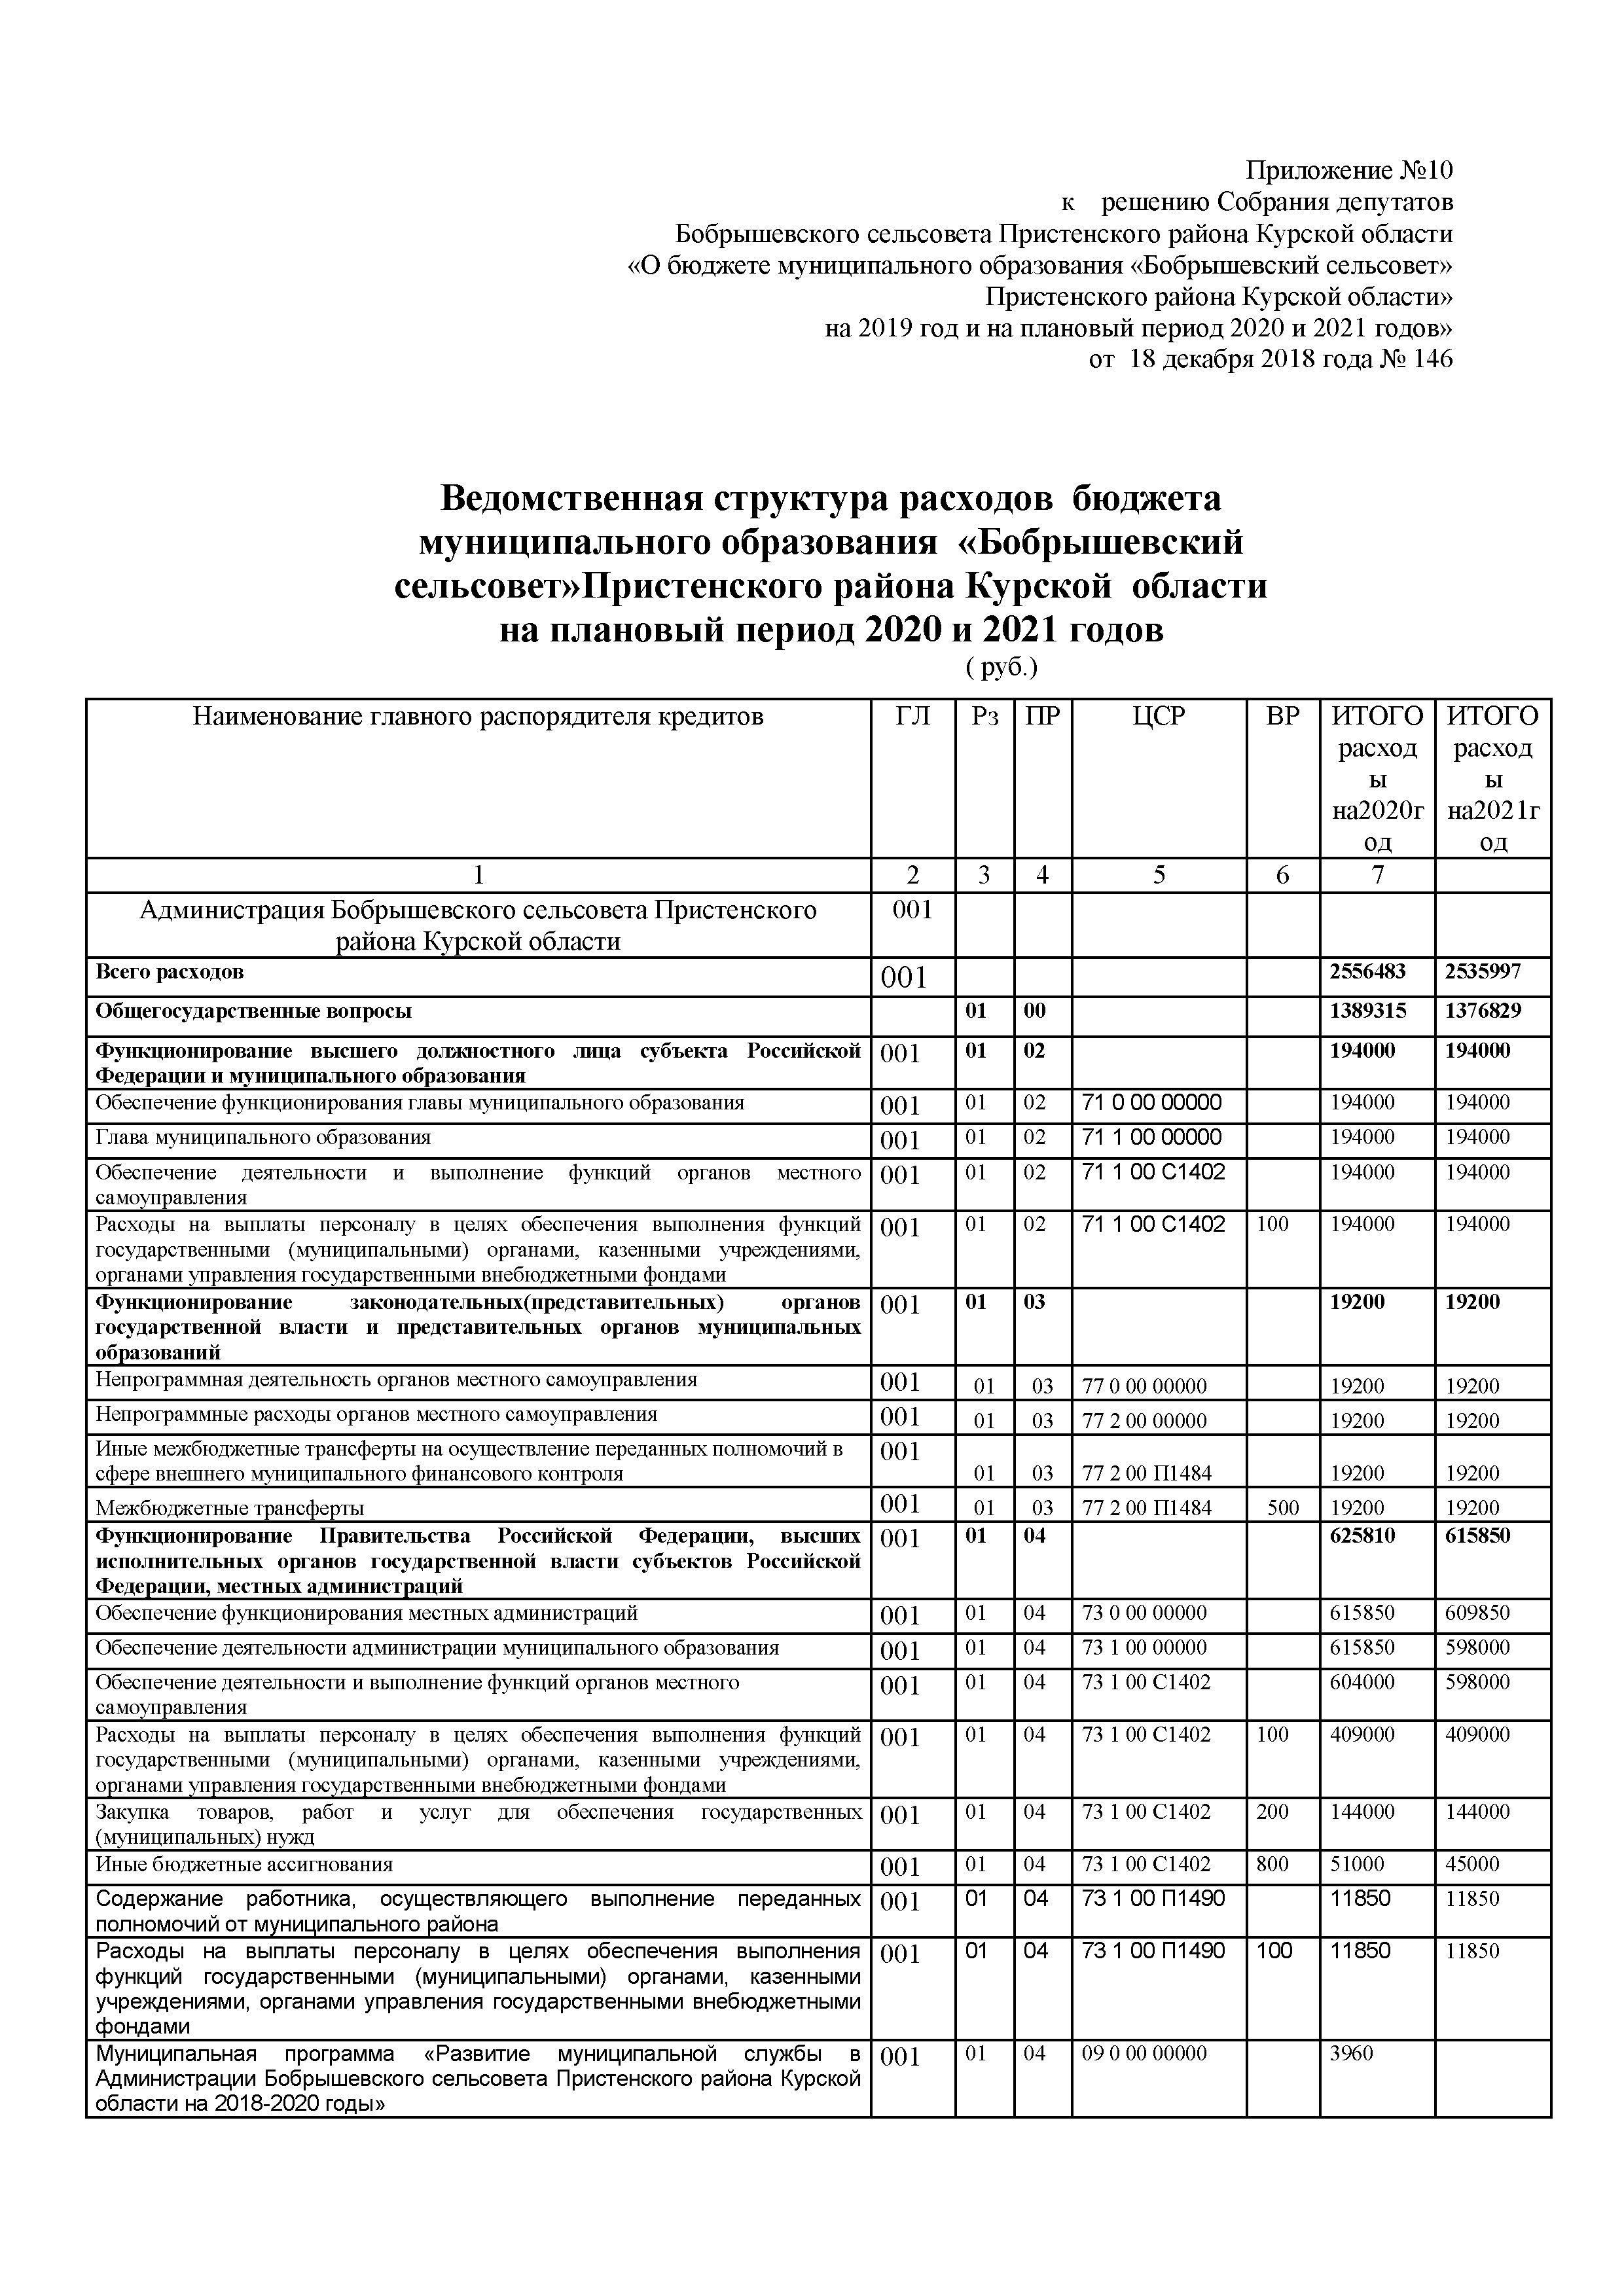 Приложение №10
к решению Собрания депутатов
Бобрышевского сельсовета Пристенского района Курской области
«О бюджете муниципального образования «Бобрышевский сельсовет»
Пристенского района Курской области»
на 2019 год и на плановый период 2020 и 2021 годов»
от 18 декабря 2018 года № 146
Ведомственная структура расходов бюджета
муниципального образования «Бобрышевский
сельсовет»Пристенского района Курской области
на плановый период 2020 и 2021 годов
( руб.)
Наименование главного распорядителя кредитов ГЛ Рз ПР ЦСР ВР ИТОГО ИТОГО
расход расход
ы ы
на2020г на2021г
од од
1 2 3 4 5 6 7
Администрация Бобрышевского сельсовета Пристенского 001
района Курской области
Всего расходов 001 2556483 2535997
Общегосударственные вопросы 01 00 1389315 1376829
Функционирование высшего должностного лица субъекта Российской 001 01 02 194000 194000
Федерации и муниципального образования
Обеспечение функционирования главы муниципального образования 001 01 02 71 0 00 00000 194000 194000
Глава муниципального образования 001 01 02 71 1 00 00000 194000 194000
Обеспечение деятельности и выполнение функций органов местного 001 01 02 71 1 00 С1402 194000 194000
самоуправления
Расходы на выплаты персоналу в целях обеспечения выполнения функций 001 01 02 71 1 00 С1402 100 194000 194000
государственными (муниципальными) органами, казенными учреждениями,
органами управления государственными внебюджетными фондами
Функционирование законодательных(представительных) органов 001 01 03 19200 19200
государственной власти и представительных органов муниципальных
образований
Непрограммная деятельность органов местного самоуправления 001 01 03 77 0 00 00000 19200 19200
Непрограммные расходы органов местного самоуправления 001 01 03 77 2 00 00000 19200 19200
Иные межбюджетные трансферты на осуществление переданных полномочий в 001
сфере внешнего муниципального финансового контроля 01 03 77 2 00 П1484 19200 19200
Межбюджетные трансферты 001 01 03 77 2 00 П1484 500 19200 19200
Функционирование Правительства Российской Федерации, высших 001 01 04 625810 615850
исполнительных органов государственной власти субъектов Российской
Федерации, местных администраций
Обеспечение функционирования местных администраций 001 01 04 73 0 00 00000 615850 609850
Обеспечение деятельности администрации муниципального образования 001 01 04 73 1 00 00000 615850 598000
Обеспечение деятельности и выполнение функций органов местного 001 01 04 73 1 00 С1402 604000 598000
самоуправления
Расходы на выплаты персоналу в целях обеспечения выполнения функций 001 01 04 73 1 00 С1402 100 409000 409000
государственными (муниципальными) органами, казенными учреждениями,
органами управления государственными внебюджетными фондами
Закупка товаров, работ и услуг для обеспечения государственных 001 01 04 73 1 00 С1402 200 144000 144000
(муниципальных) нужд
Иные бюджетные ассигнования 001 01 04 73 1 00 С1402 800 51000 45000
Содержание работника, осуществляющего выполнение переданных 001 01 04 73 1 00 П1490 11850 11850
полномочий от муниципального района
Расходы на выплаты персоналу в целях обеспечения выполнения 001 01 04 73 1 00 П1490 100 11850 11850
функций государственными (муниципальными) органами, казенными
учреждениями, органами управления государственными внебюджетными
фондами
Муниципальная программа «Развитие муниципальной службы в 001 01 04 09 0 00 00000 3960
Администрации Бобрышевского сельсовета Пристенского района Курской
области на 2018-2020 годы»